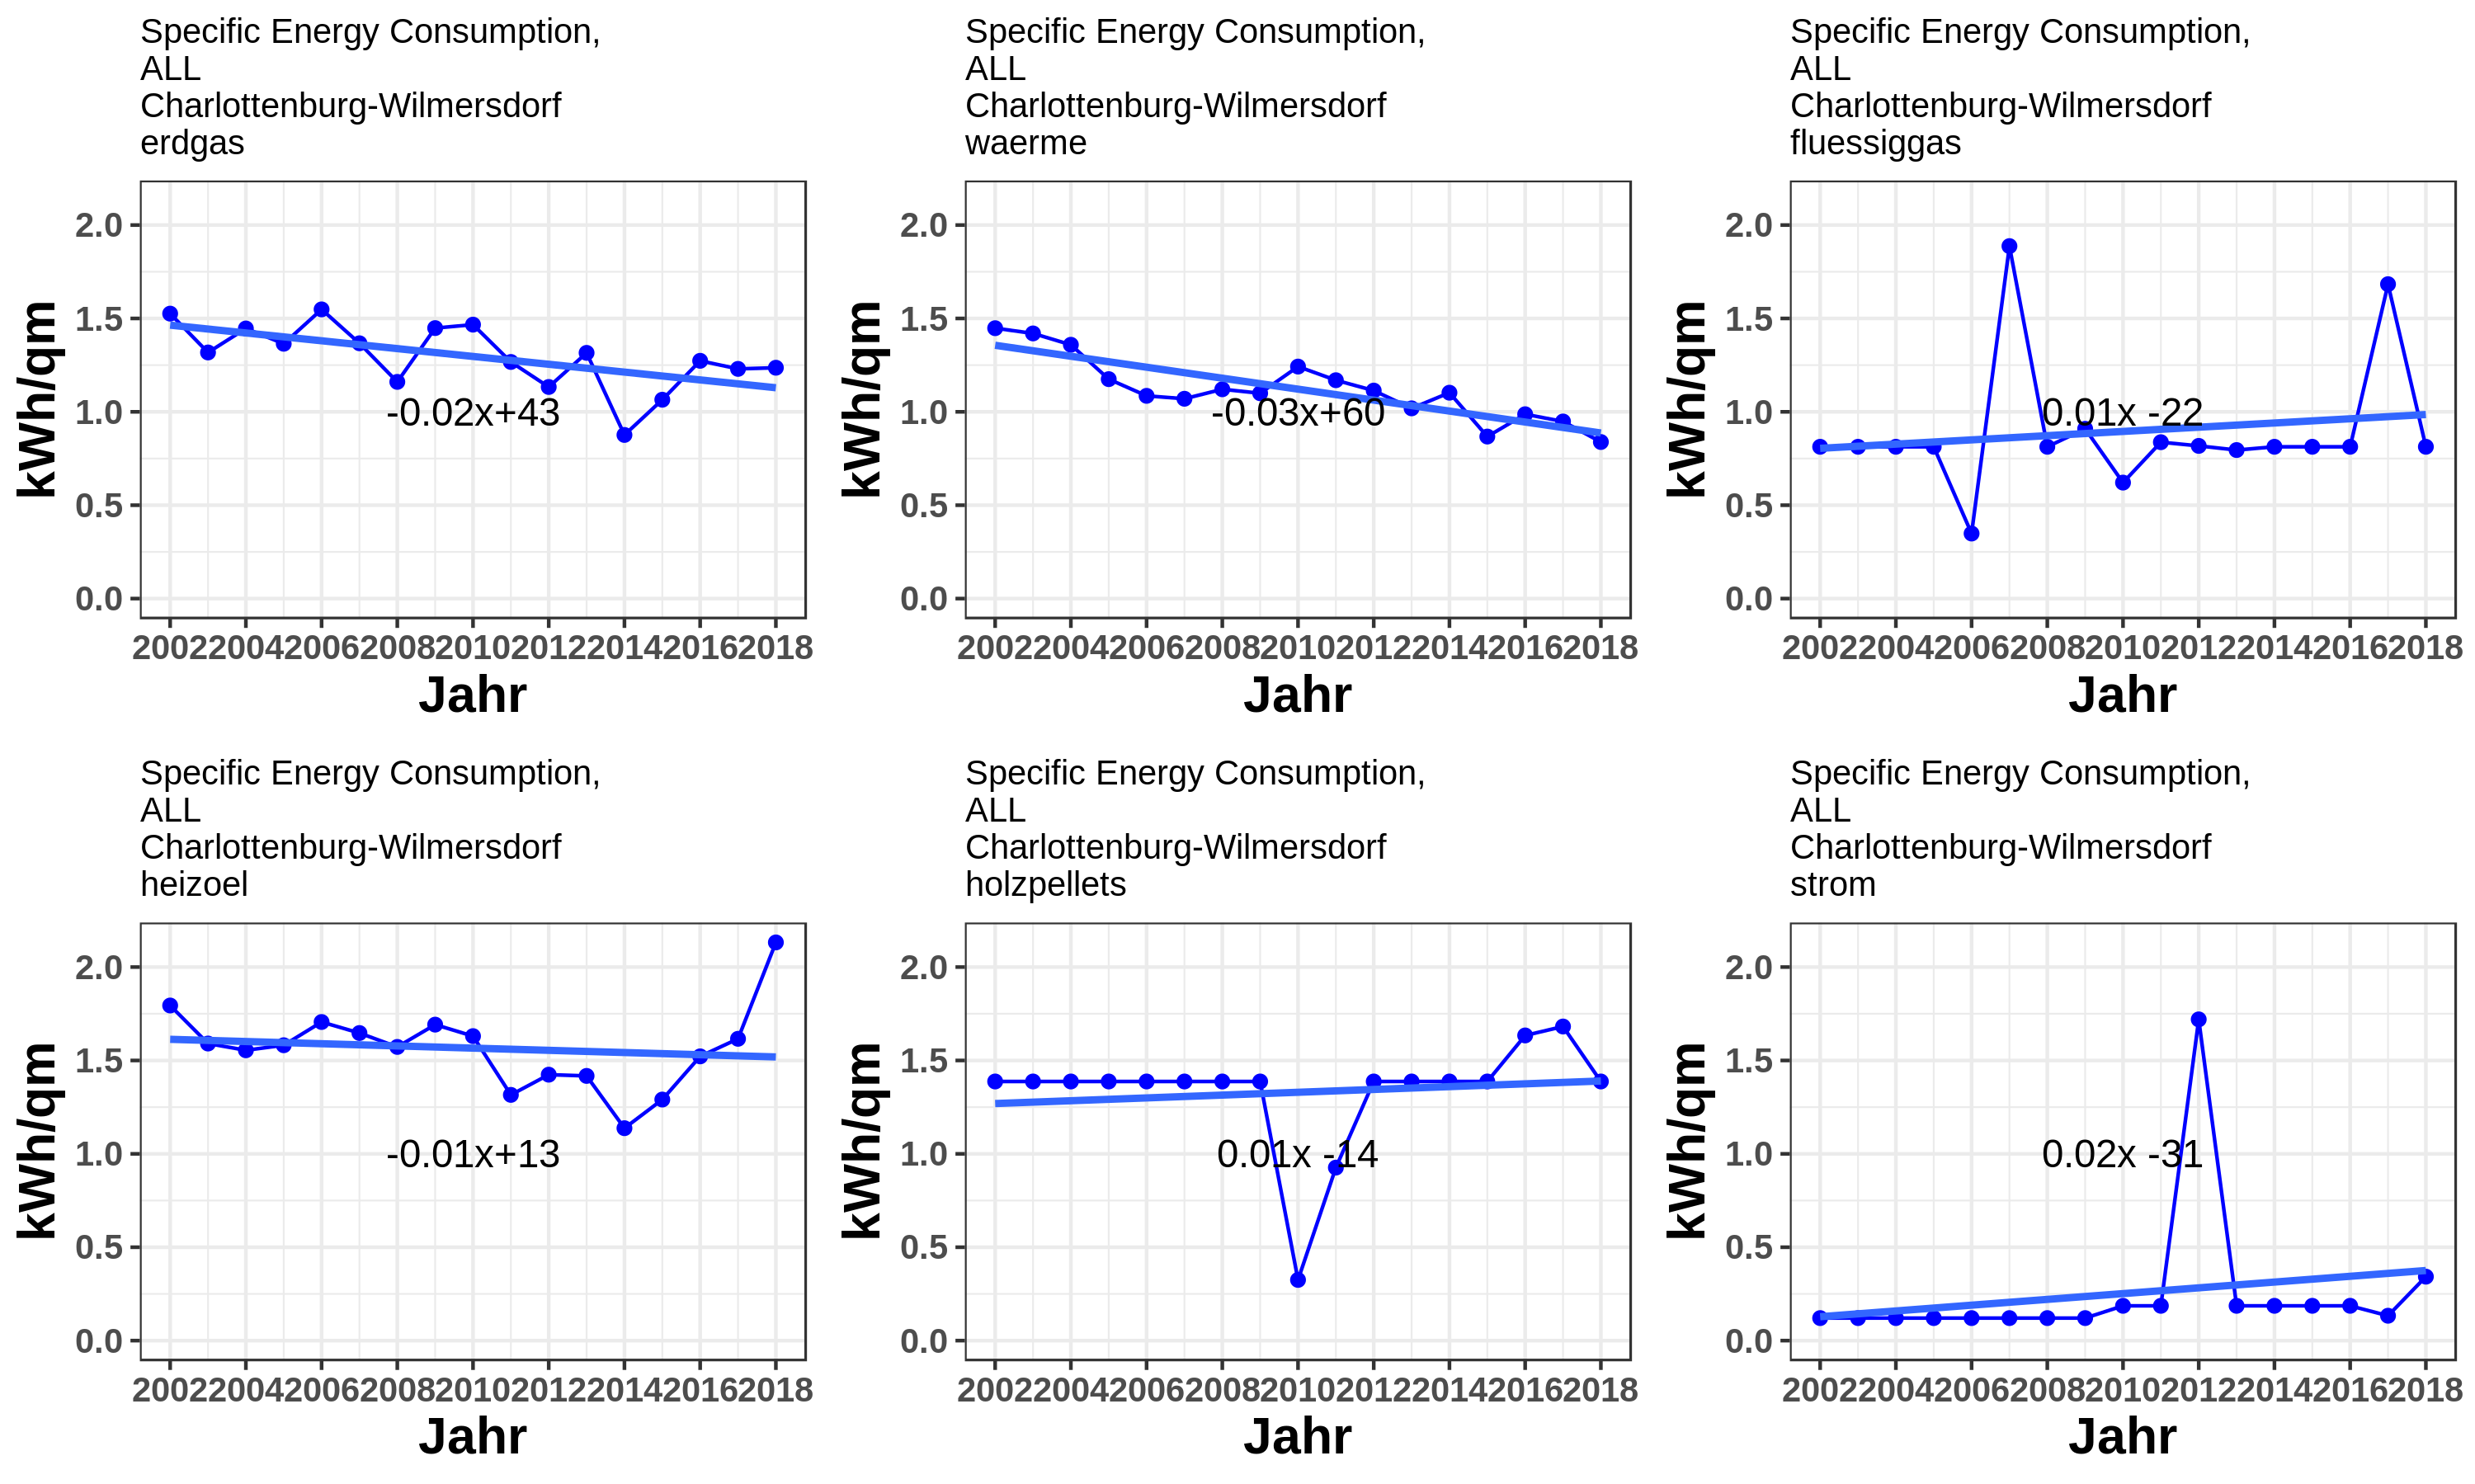 Specific Energy Consumption,
ALL
Charlottenburg-Wilmersdorf
erdgas
kWh/qm
2.0
1.5
1.0
0.5
0.0
-0.02x+43
2002 2004 2006 2008 2010 2012 2014 2016 2018
Jahr
Specific Energy Consumption,
ALL
Charlottenburg-Wilmersdorf
waerme
kWh/qm
2.0
1.5
1.0
0.5
0.0
-0.03x+60
2002 2004 2006 2008 2010 2012 2014 2016 2018
Jahr
Specific Energy Consumption,
ALL
Charlottenburg-Wilmersdorf
fluessiggas
kWh/qm
2.0
1.5
1.0
0.5
0.0
0.01x -22
2002 2004 2006 2008 2010 2012 2014 2016 2018
Jahr
Specific Energy Consumption,
ALL
Charlottenburg-Wilmersdorf
heizoel
kWh/qm
2.0
1.5
1.0
0.5
0.0
-0.01x+13
2002 2004 2006 2008 2010 2012 2014 2016 2018
Jahr
Specific Energy Consumption,
ALL
Charlottenburg-Wilmersdorf
holzpellets
kWh/qm
2.0
1.5
1.0
0.5
0.0
0.01x -14
2002 2004 2006 2008 2010 2012 2014 2016 2018
Jahr
Specific Energy Consumption,
ALL
Charlottenburg-Wilmersdorf
strom
kWh/qm
2.0
1.5
1.0
0.5
0.0
0.02x -31
2002 2004 2006 2008 2010 2012 2014 2016 2018
Jahr